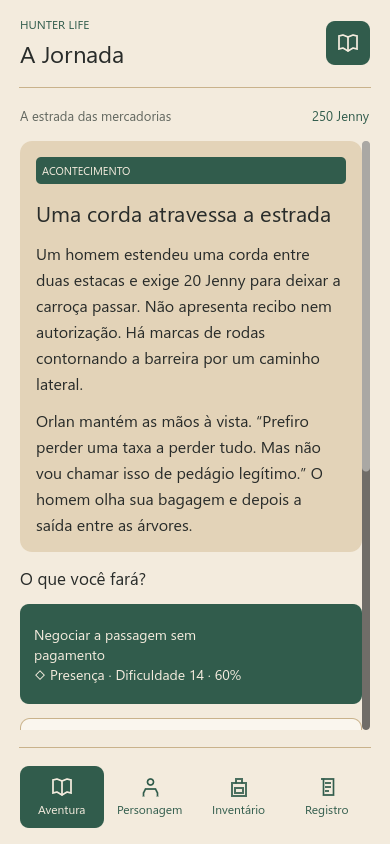 HUNTER LIFE
A Jornada
A estrada das mercadorias
250 Jenny
ACONTECIMENTO
Uma corda atravessa a estrada
Um homem estendeu uma corda entre
duas estacas e exige 20 Jenny para deixar a
carroça passar. Não apresenta recibo nem
autorização. Há marcas de rodas
contornando a barreira por um caminho
lateral.
Orlan mantém as mãos à vista. “Prefiro
perder uma taxa a perder tudo. Mas não
vou chamar isso de pedágio legítimo.” O
homem olha sua bagagem e depois a
saída entre as árvores.
O que você fará?
Negociar a passagem sem
pagamento
◇ Presença · Dificuldade 14 · 60%
Aventura
Personagem
Inventário
Registro